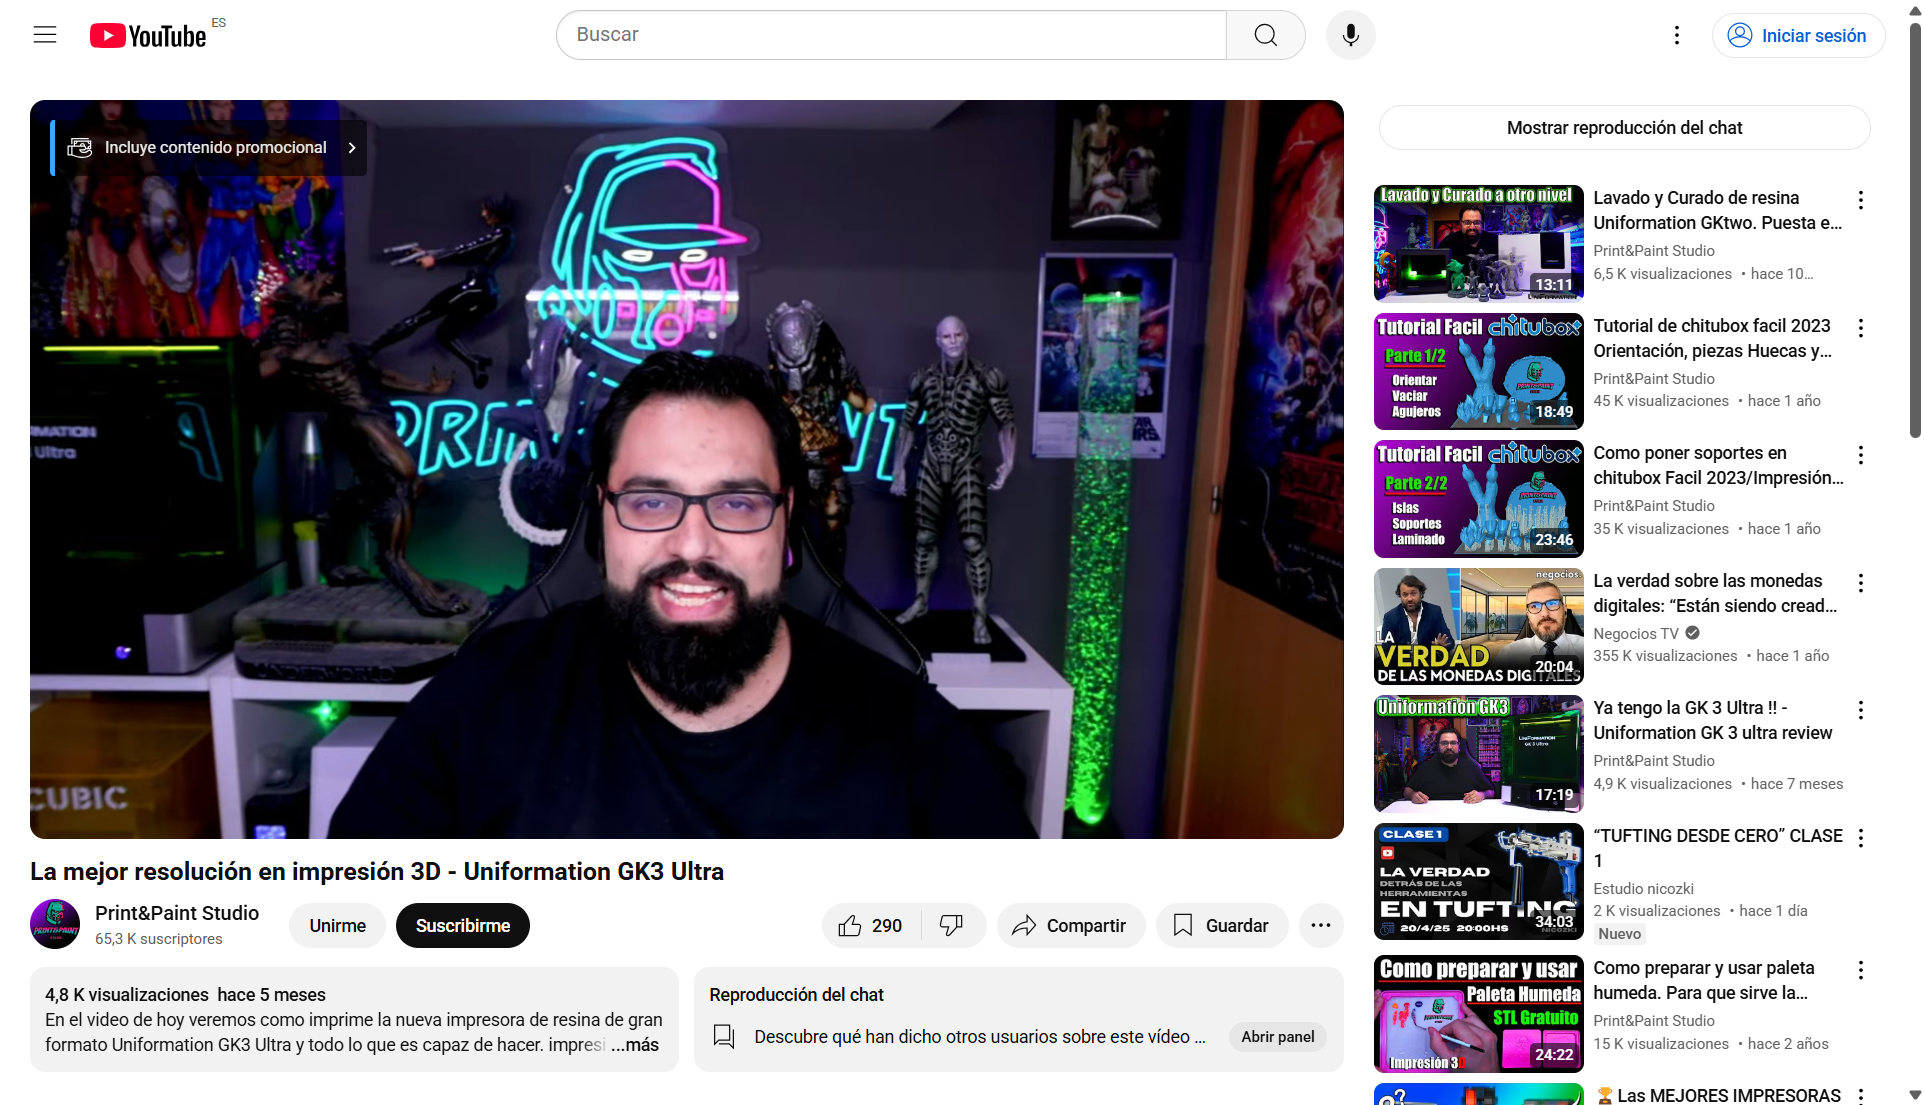 YouTube ES
Buscar
Iniciar sesión
Incluye contenido promocional
Mostrar reproducción del chat
CUBIC
La mejor resolución en impresión 3D - Uniformation GK3 Ultra
Print&Paint Studio
65,3 K suscriptores
Unirme
Suscribirme
290
Compartir
Guardar
4,8 K visualizaciones hace 5 meses
En el video de hoy veremos como imprime la nueva impresora de resina de gran
formato Uniformation GK3 Ultra y todo lo que es capaz de hacer. impresi ...más
Reproducción del chat
Descubre qué han dicho otros usuarios sobre este vídeo ...
Abrir panel
Lavado y Curado a otro nivel
13:11
Lavado y Curado de resina
Uniformation GKtwo. Puesta e...
Print&Paint Studio
6,5 K visualizaciones • hace 10...
Tutorial Facil chitubox
Parte 1/2
Orientar
Vaciar
Agujeros
18:49
Tutorial de chitubox facil 2023
Orientación, piezas Huecas y...
Print&Paint Studio
45 K visualizaciones • hace 1 año
Tutorial Facil chitubox
Parte 2/2
Islas
Soportes
Laminado
23:46
Como poner soportes en
chitubox Facil 2023/Impresión...
Print&Paint Studio
35 K visualizaciones • hace 1 año
negocios.
LA
VERDAD
DE LAS MONEDAS DIGITALES
20:04
La verdad sobre las monedas
digitales: “Están siendo cread...
Negocios TV
355 K visualizaciones • hace 1 año
Uniformation GK3
UniFORMATION
GK 3 Ultra
17:19
Ya tengo la GK 3 Ultra !! -
Uniformation GK 3 ultra review
Print&Paint Studio
4,9 K visualizaciones • hace 7 meses
CLASE 1
LA VERDAD
DETRÁS DE LAS
HERRAMIENTAS
EN TUFTING
20/4/25 20:00HS
NICOZKI
34:03
“TUFTING DESDE CERO” CLASE
1
Estudio nicozki
2 K visualizaciones • hace 1 día
Nuevo
Como preparar y usar
Paleta Humeda
STL Gratuito
Impresión 3D
24:22
Como preparar y usar paleta
humeda. Para que sirve la...
Print&Paint Studio
15 K visualizaciones • hace 2 años
Las MEJORES IMPRESORAS